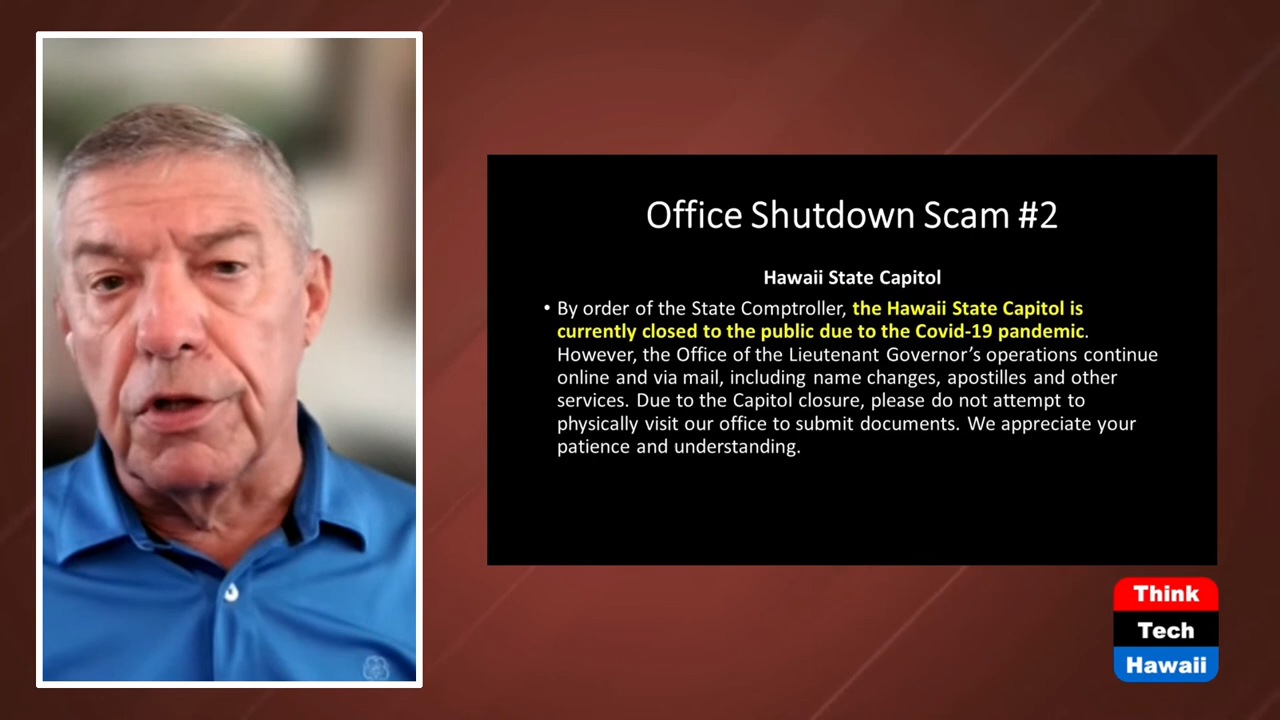 Office Shutdown Scam #2
Hawaii State Capitol
• By order of the State Comptroller, the Hawaii State Capitol is
currently closed to the public due to the Covid-19 pandemic.
However, the Office of the Lieutenant Governor’s operations continue
online and via mail, including name changes, apostilles and other
services. Due to the Capitol closure, please do not attempt to
physically visit our office to submit documents. We appreciate your
patience and understanding.
Think
Tech
Hawaii